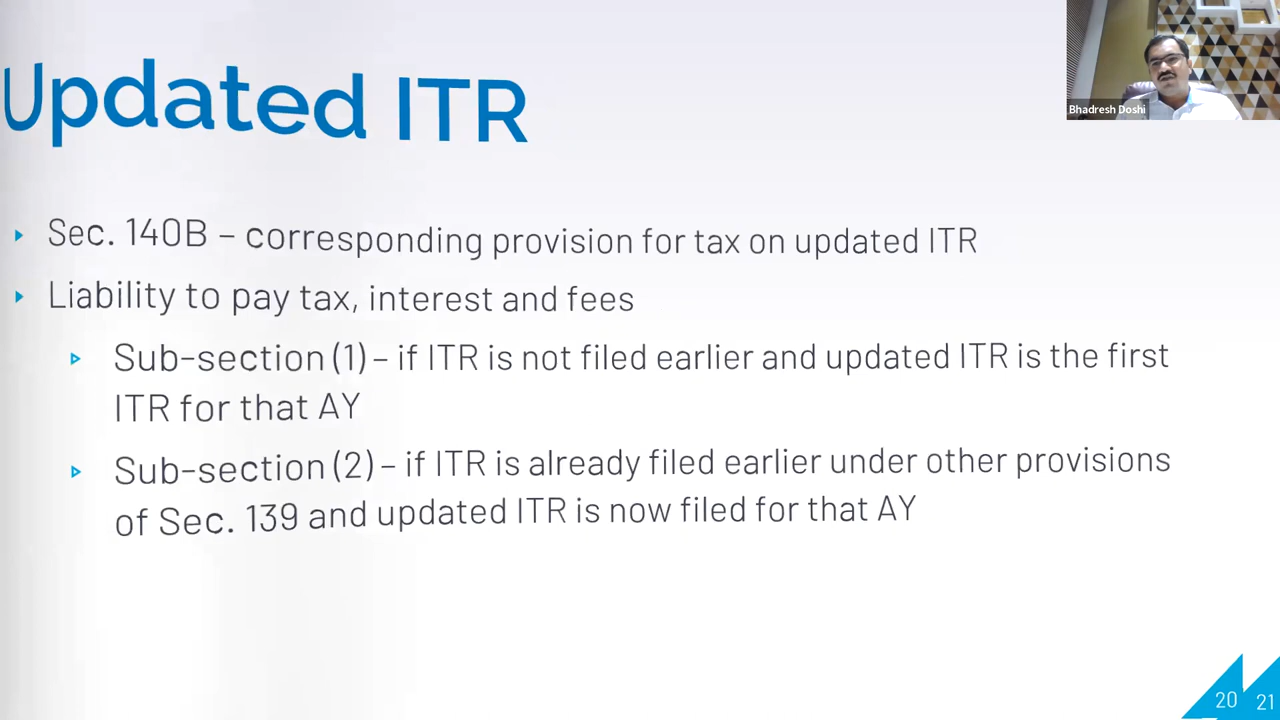 Updated ITR
Bhadresh Doshi
Sec. 140B – corresponding provision for tax on updated ITR
Liability to pay tax, interest and fees
Sub-section (1) – if ITR is not filed earlier and updated ITR is the first
ITR for that AY
Sub-section (2) – if ITR is already filed earlier under other provisions
of Sec. 139 and updated ITR is now filed for that AY
20 21